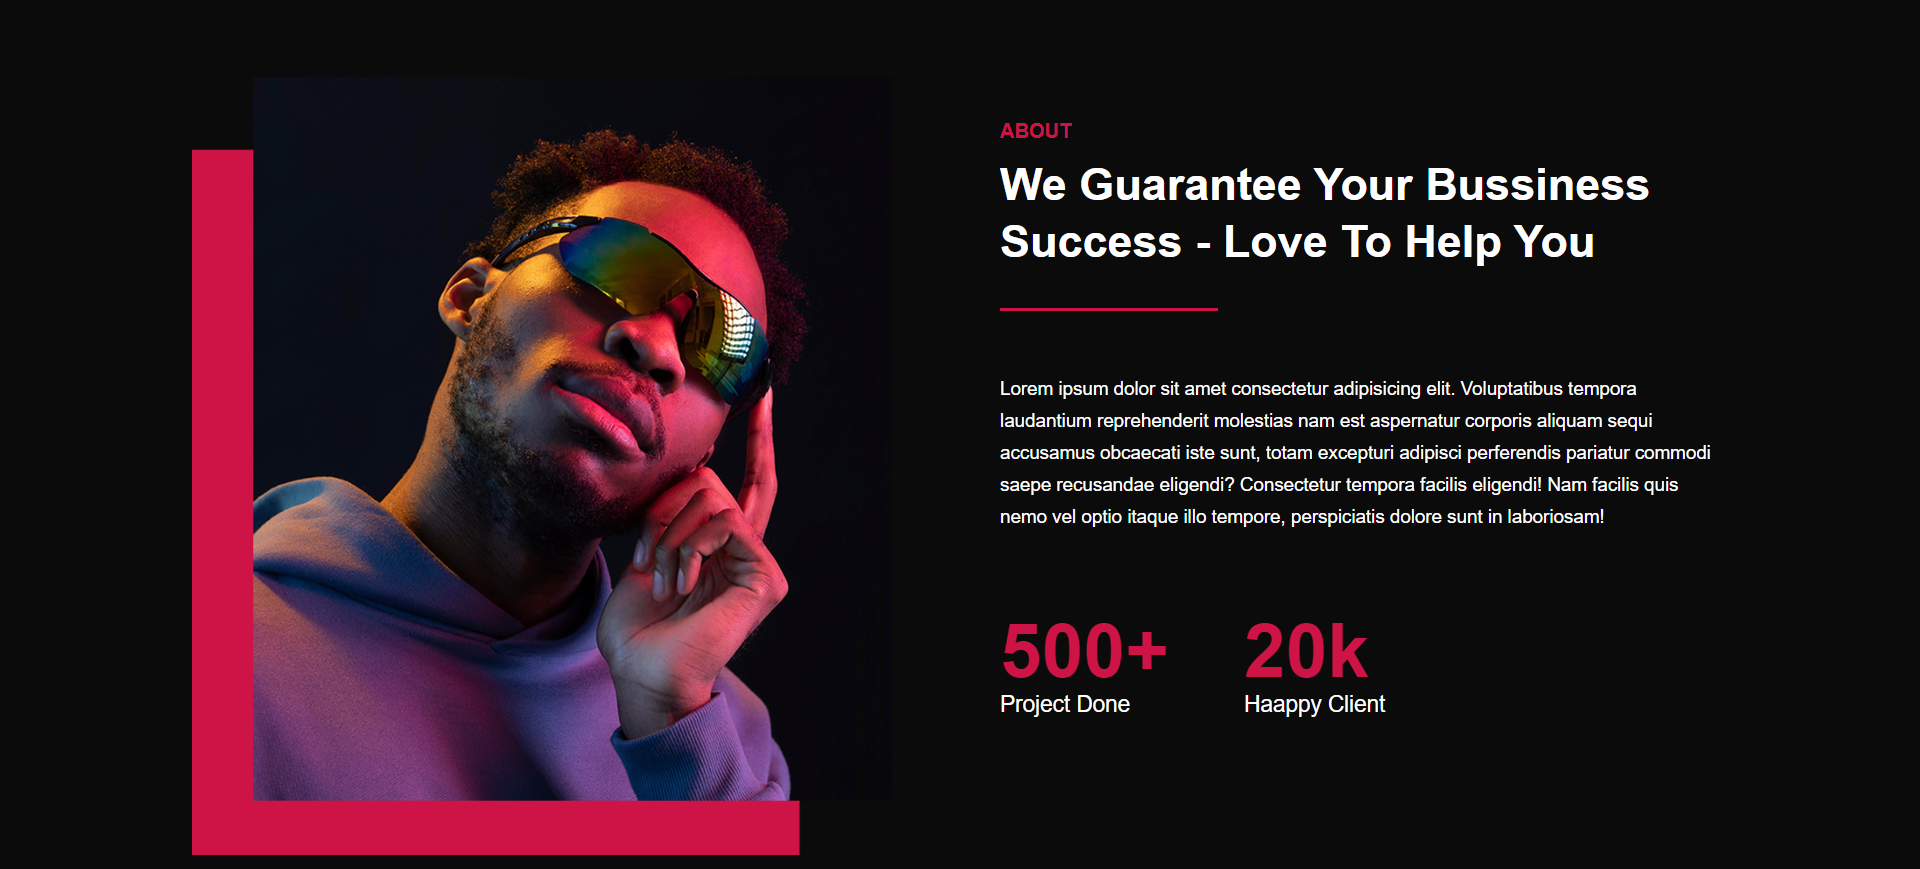 ABOUT
We Guarantee Your Bussiness
Success - Love To Help You
Lorem ipsum dolor sit amet consectetur adipisicing elit. Voluptatibus tempora
laudantium reprehenderit molestias nam est aspernatur corporis aliquam sequi
accusamus obcaecati iste sunt, totam excepturi adipisci perferendis pariatur commodi
saepe recusandae eligendi? Consectetur tempora facilis eligendi! Nam facilis quis
nemo vel optio itaque illo tempore, perspiciatis dolore sunt in laboriosam!
500+ 20k
Project Done Haappy Client